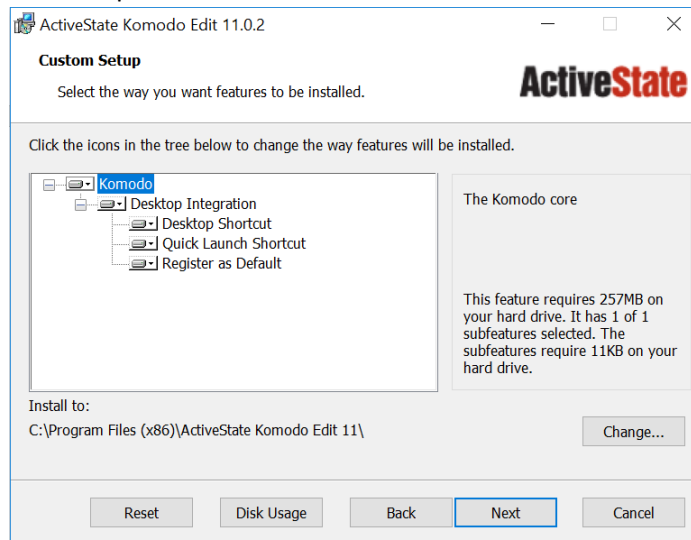 ActiveState Komodo Edit 11.0.2
Custom Setup
Select the way you want features to be installed.
ActiveState
Click the icons in the tree below to change the way features will be installed.
Komodo
Desktop Integration
Desktop Shortcut
Quick Launch Shortcut
Register as Default
The Komodo core
This feature requires 257MB on
your hard drive. It has 1 of 1
subfeatures selected. The
subfeatures require 11KB on your
hard drive.
Install to:
C:\Program Files (x86)\ActiveState Komodo Edit 11\
Change...
Reset Disk Usage Back Next Cancel